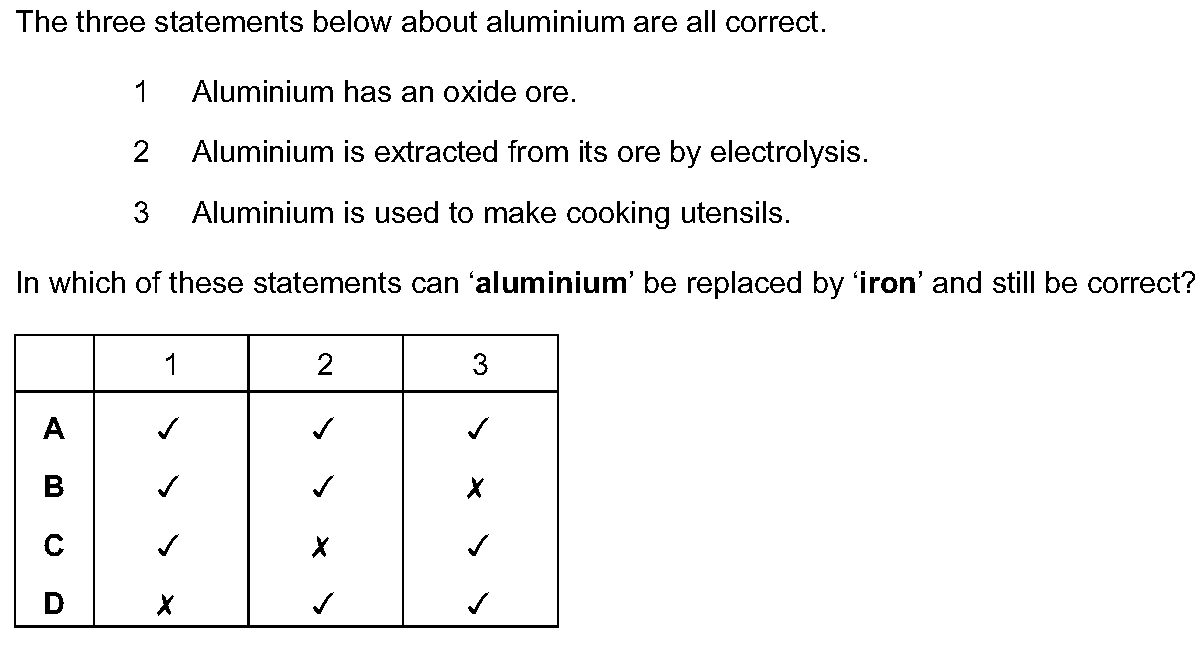 The three statements below about aluminium are all correct.
1 Aluminium has an oxide ore.
2 Aluminium is extracted from its ore by electrolysis.
3 Aluminium is used to make cooking utensils.
In which of these statements can ‘aluminium’ be replaced by ‘iron’ and still be correct?
1 2 3
A ✓ ✓ ✓
B ✓ ✓ ✗
C ✓ ✗ ✓
D ✗ ✓ ✓